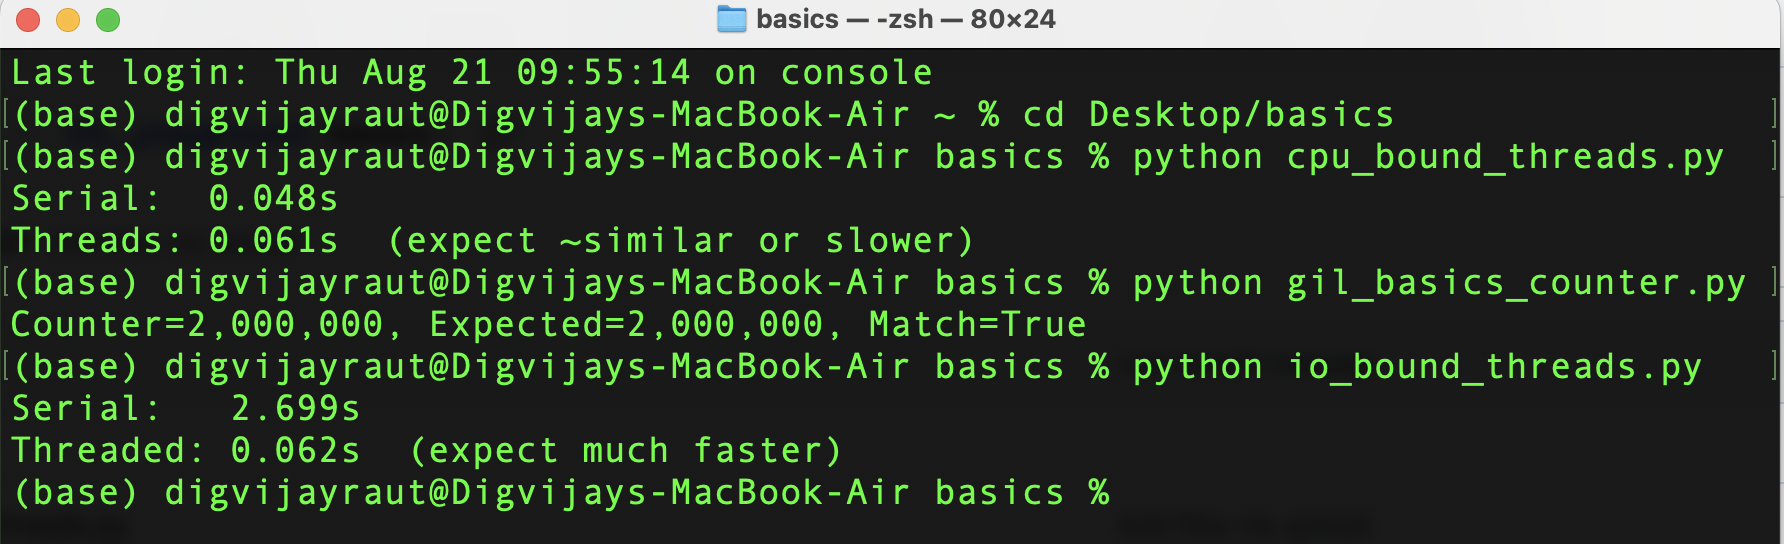 basics — -zsh — 80×24
Last login: Thu Aug 21 09:55:14 on console
[(base) digvijayraut@Digvijays-MacBook-Air ~ % cd Desktop/basics ]
[(base) digvijayraut@Digvijays-MacBook-Air basics % python cpu_bound_threads.py ]
Serial:  0.048s
Threads: 0.061s  (expect ~similar or slower)
[(base) digvijayraut@Digvijays-MacBook-Air basics % python gil_basics_counter.py ]
Counter=2,000,000, Expected=2,000,000, Match=True
[(base) digvijayraut@Digvijays-MacBook-Air basics % python io_bound_threads.py ]
Serial:   2.699s
Threaded: 0.062s  (expect much faster)
(base) digvijayraut@Digvijays-MacBook-Air basics %